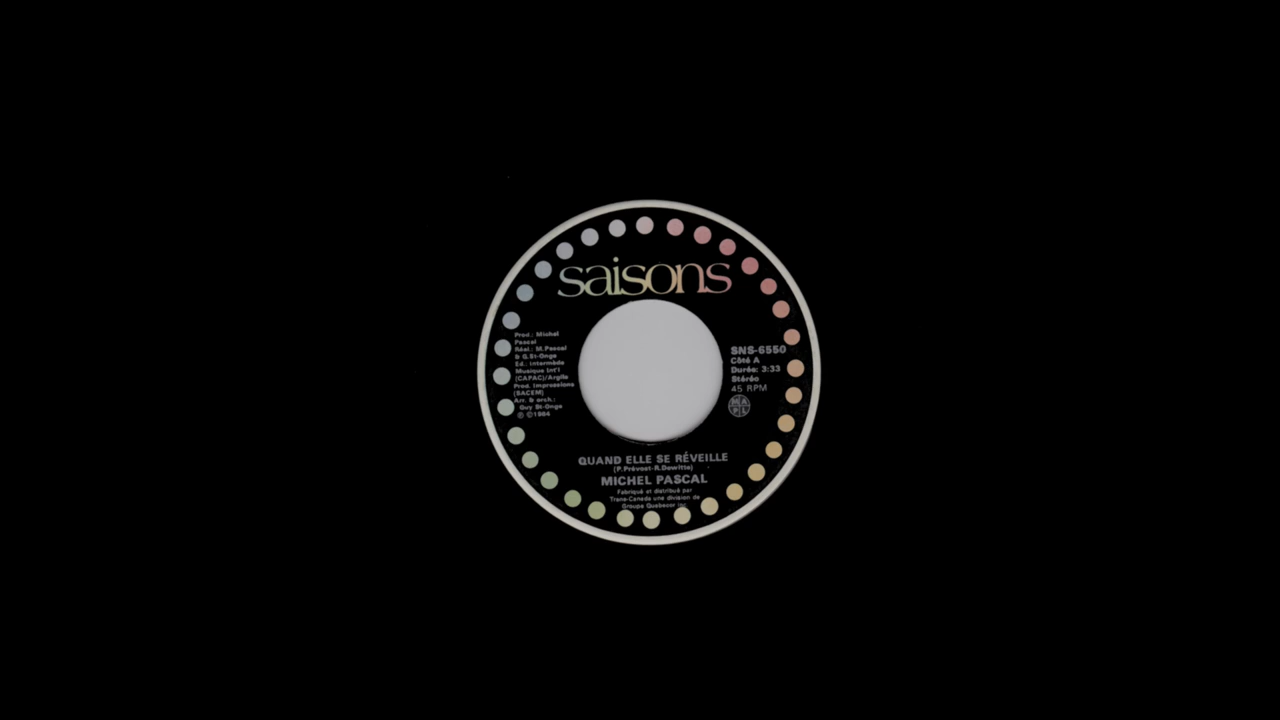 saisons
Prod.: Michel
Pascal
Réal.: M.Pascal
& G.St-Onge
Ed.: Intermède
Musique Int'l
(CAPAC)/Argile
Prod. Impressions
(SACEM)
Arr. & orch.:
Guy St-Onge
℗ ©1984
SNS-6550
Côté A
Durée: 3:33
Stéréo
45 RPM
MAPL
QUAND ELLE SE RÉVEILLE
(P.Prévost-R.Dewitte)
MICHEL PASCAL
Fabriqué et distribué par
Trans-Canada une division de
Groupe Quebecor Inc.